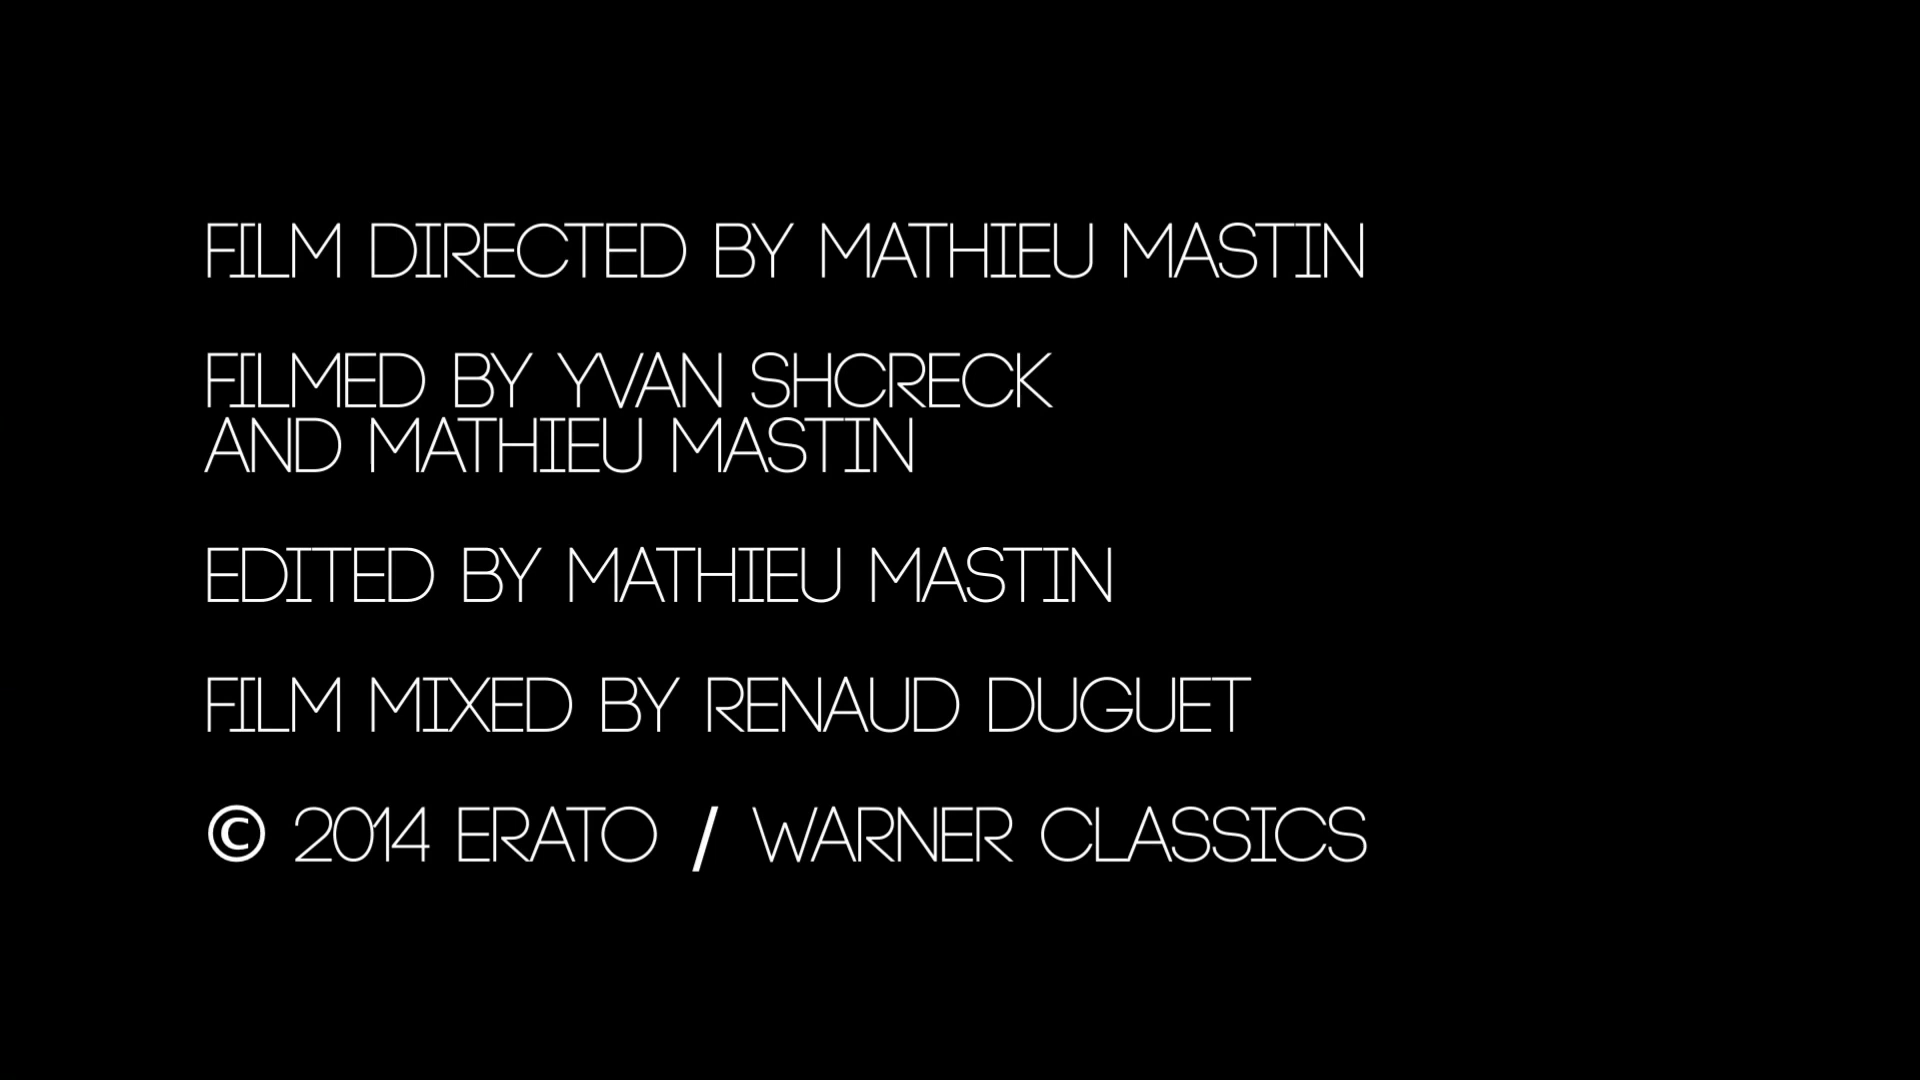 FILM DIRECTED BY MATHIEU MASTIN
FILMED BY YVAN SHCRECK
AND MATHIEU MASTIN
EDITED BY MATHIEU MASTIN
FILM MIXED BY RENAUD DUGUET
© 2014 ERATO / WARNER CLASSICS